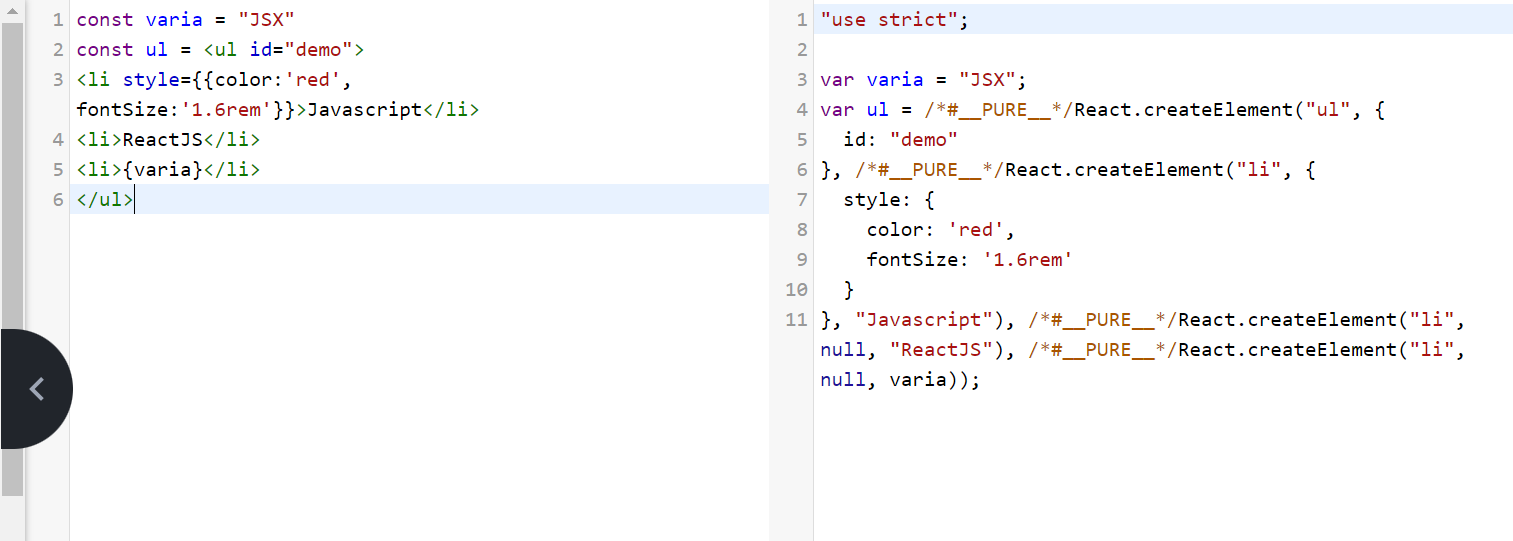 1 const varia = "JSX"
2 const ul = <ul id="demo">
3 <li style={{color:'red',
fontSize:'1.6rem'}}>Javascript</li>
4 <li>ReactJS</li>
5 <li>{varia}</li>
6 </ul>
1 "use strict";
2
3 var varia = "JSX";
4 var ul = /*#__PURE__*/React.createElement("ul", {
5   id: "demo"
6 }, /*#__PURE__*/React.createElement("li", {
7   style: {
8     color: 'red',
9     fontSize: '1.6rem'
10   }
11 }, "Javascript"), /*#__PURE__*/React.createElement("li",
null, "ReactJS"), /*#__PURE__*/React.createElement("li",
null, varia));